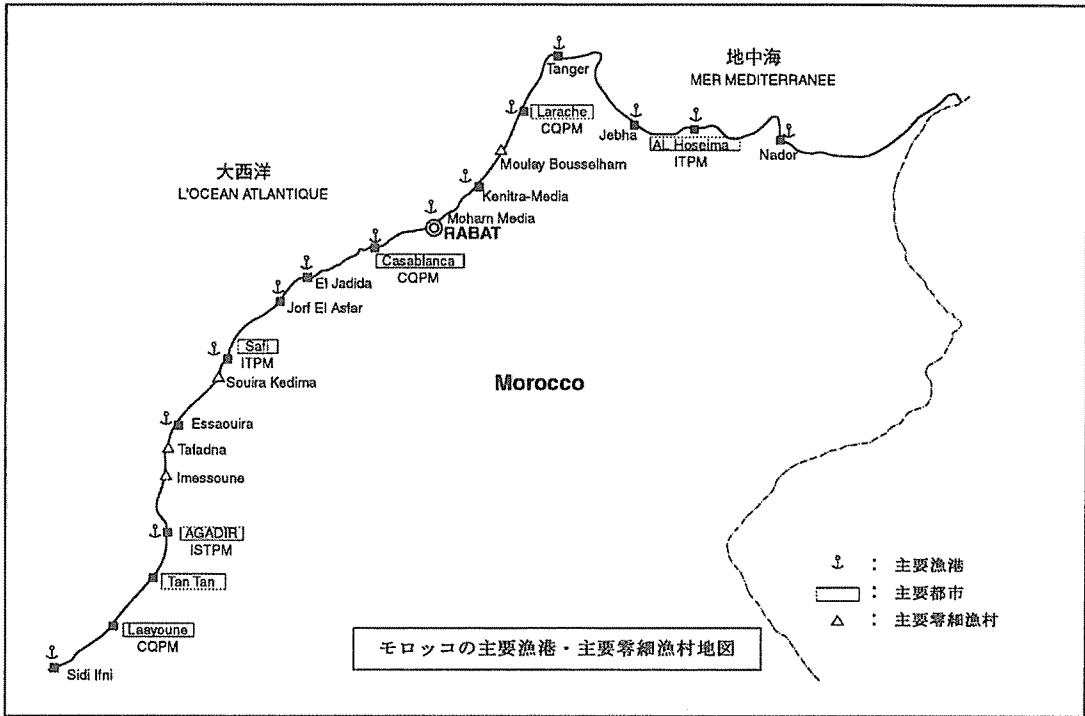 地中海
MER MEDITERRANEE
Tanger
Larache
CQPM
Jebha
AL Hoseima
ITPM
Nador
Moulay Bousselham
大西洋
L'OCEAN ATLANTIQUE
Kenitra-Media
Moham Media
RABAT
Casablanca
CQPM
El Jadida
Jorf El Asfar
Safi
ITPM
Souira Kedima
Morocco
Essaouira
Tafadna
Imessoune
AGADIR
ISTPM
Tan Tan
Laayoune
CQPM
Sidi Ifni
: 主要漁港
: 主要都市
: 主要零細漁村
モロッコの主要漁港・主要零細漁村地図